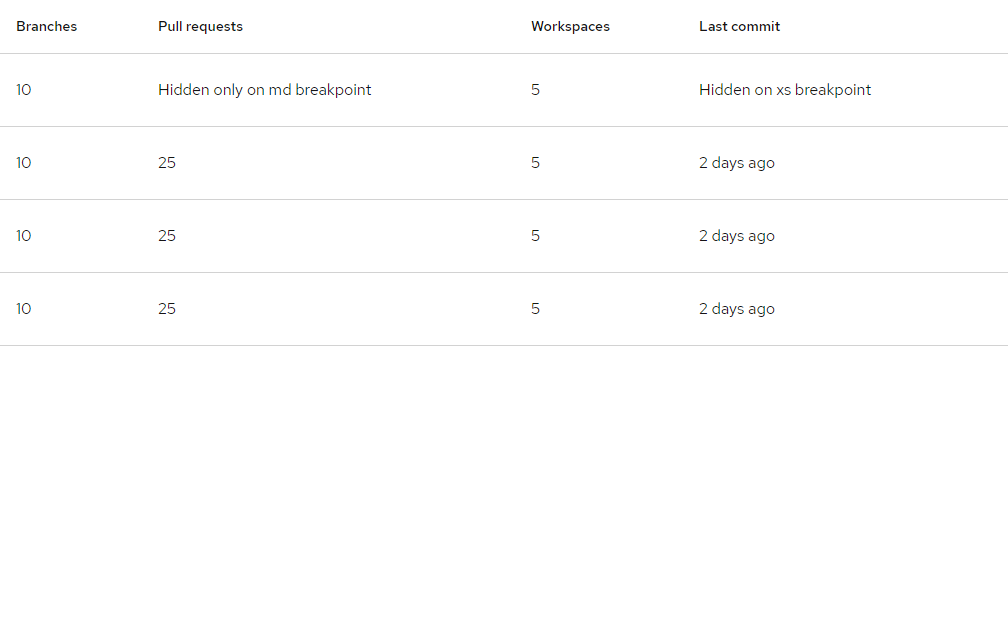 Branches Pull requests Workspaces Last commit
10 Hidden only on md breakpoint 5 Hidden on xs breakpoint
10 25 5 2 days ago
10 25 5 2 days ago
10 25 5 2 days ago